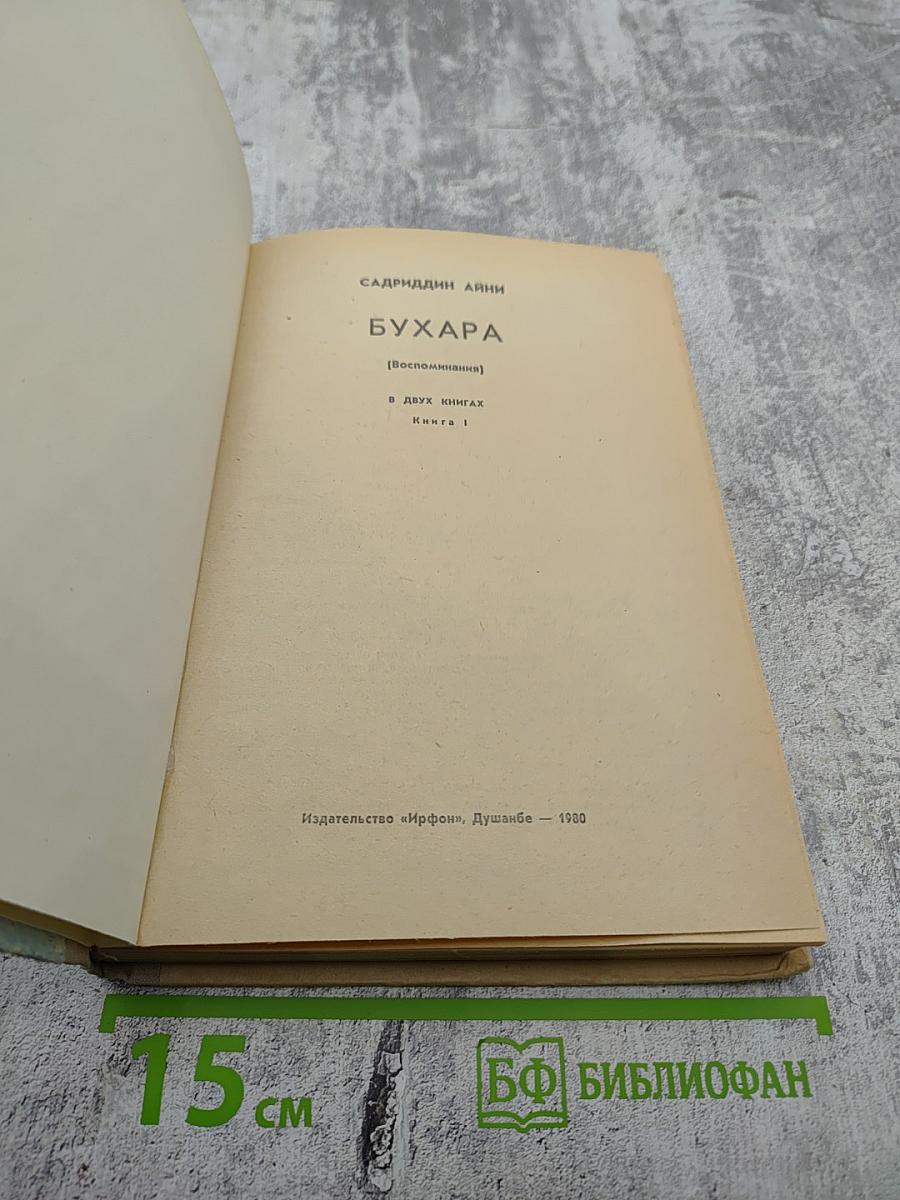 САДРИДДИН АЙНИ
БУХАРА
(Воспоминания)
В ДВУХ КНИГАХ
Книга I
Издательство «Ирфон», Душанбе — 1980
15 см
БФ БИБЛИОФАН